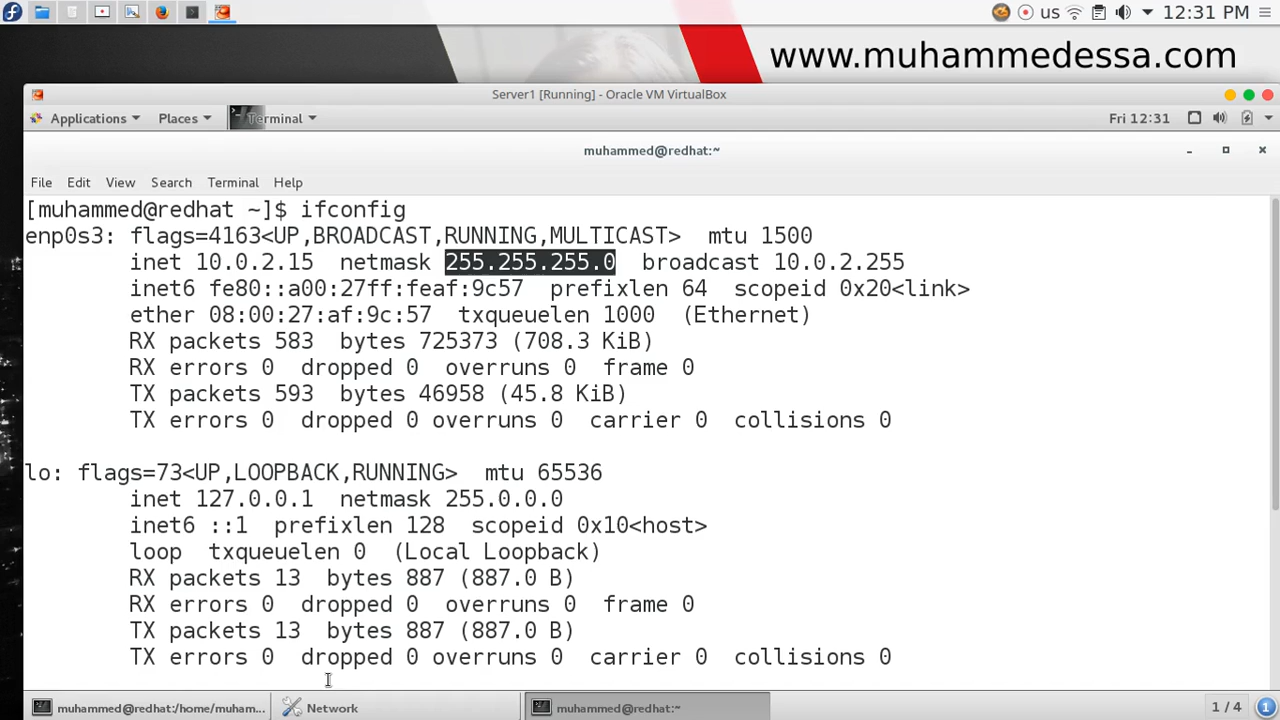 us 12:31 PM
www.muhammedessa.com
Server1 [Running] - Oracle VM VirtualBox
Applications Places Terminal Fri 12:31
muhammed@redhat:~
File Edit View Search Terminal Help
[muhammed@redhat ~]$ ifconfig
enp0s3: flags=4163<UP,BROADCAST,RUNNING,MULTICAST> mtu 1500
inet 10.0.2.15 netmask 255.255.255.0 broadcast 10.0.2.255
inet6 fe80::a00:27ff:feaf:9c57 prefixlen 64 scopeid 0x20<link>
ether 08:00:27:af:9c:57 txqueuelen 1000 (Ethernet)
RX packets 583 bytes 725373 (708.3 KiB)
RX errors 0 dropped 0 overruns 0 frame 0
TX packets 593 bytes 46958 (45.8 KiB)
TX errors 0 dropped 0 overruns 0 carrier 0 collisions 0
lo: flags=73<UP,LOOPBACK,RUNNING> mtu 65536
inet 127.0.0.1 netmask 255.0.0.0
inet6 ::1 prefixlen 128 scopeid 0x10<host>
loop txqueuelen 0 (Local Loopback)
RX packets 13 bytes 887 (887.0 B)
RX errors 0 dropped 0 overruns 0 frame 0
TX packets 13 bytes 887 (887.0 B)
TX errors 0 dropped 0 overruns 0 carrier 0 collisions 0
muhammed@redhat:/home/muham... Network muhammed@redhat:~ 1 / 4 1